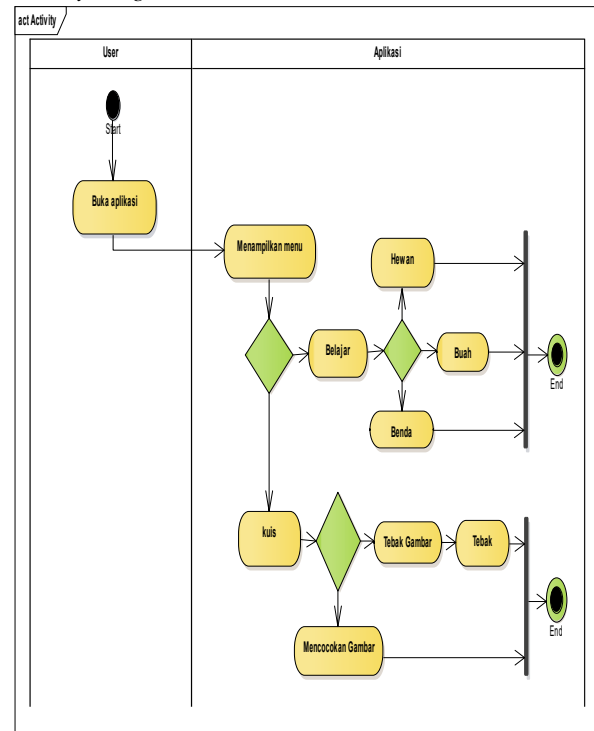 act Activity
User
Aplikasi
Start
Buka aplikasi
Menampilkan menu
Hewan
Belajar
Buah
End
Benda
kuis
Tebak Gambar
Tebak
End
Mencocokan Gambar